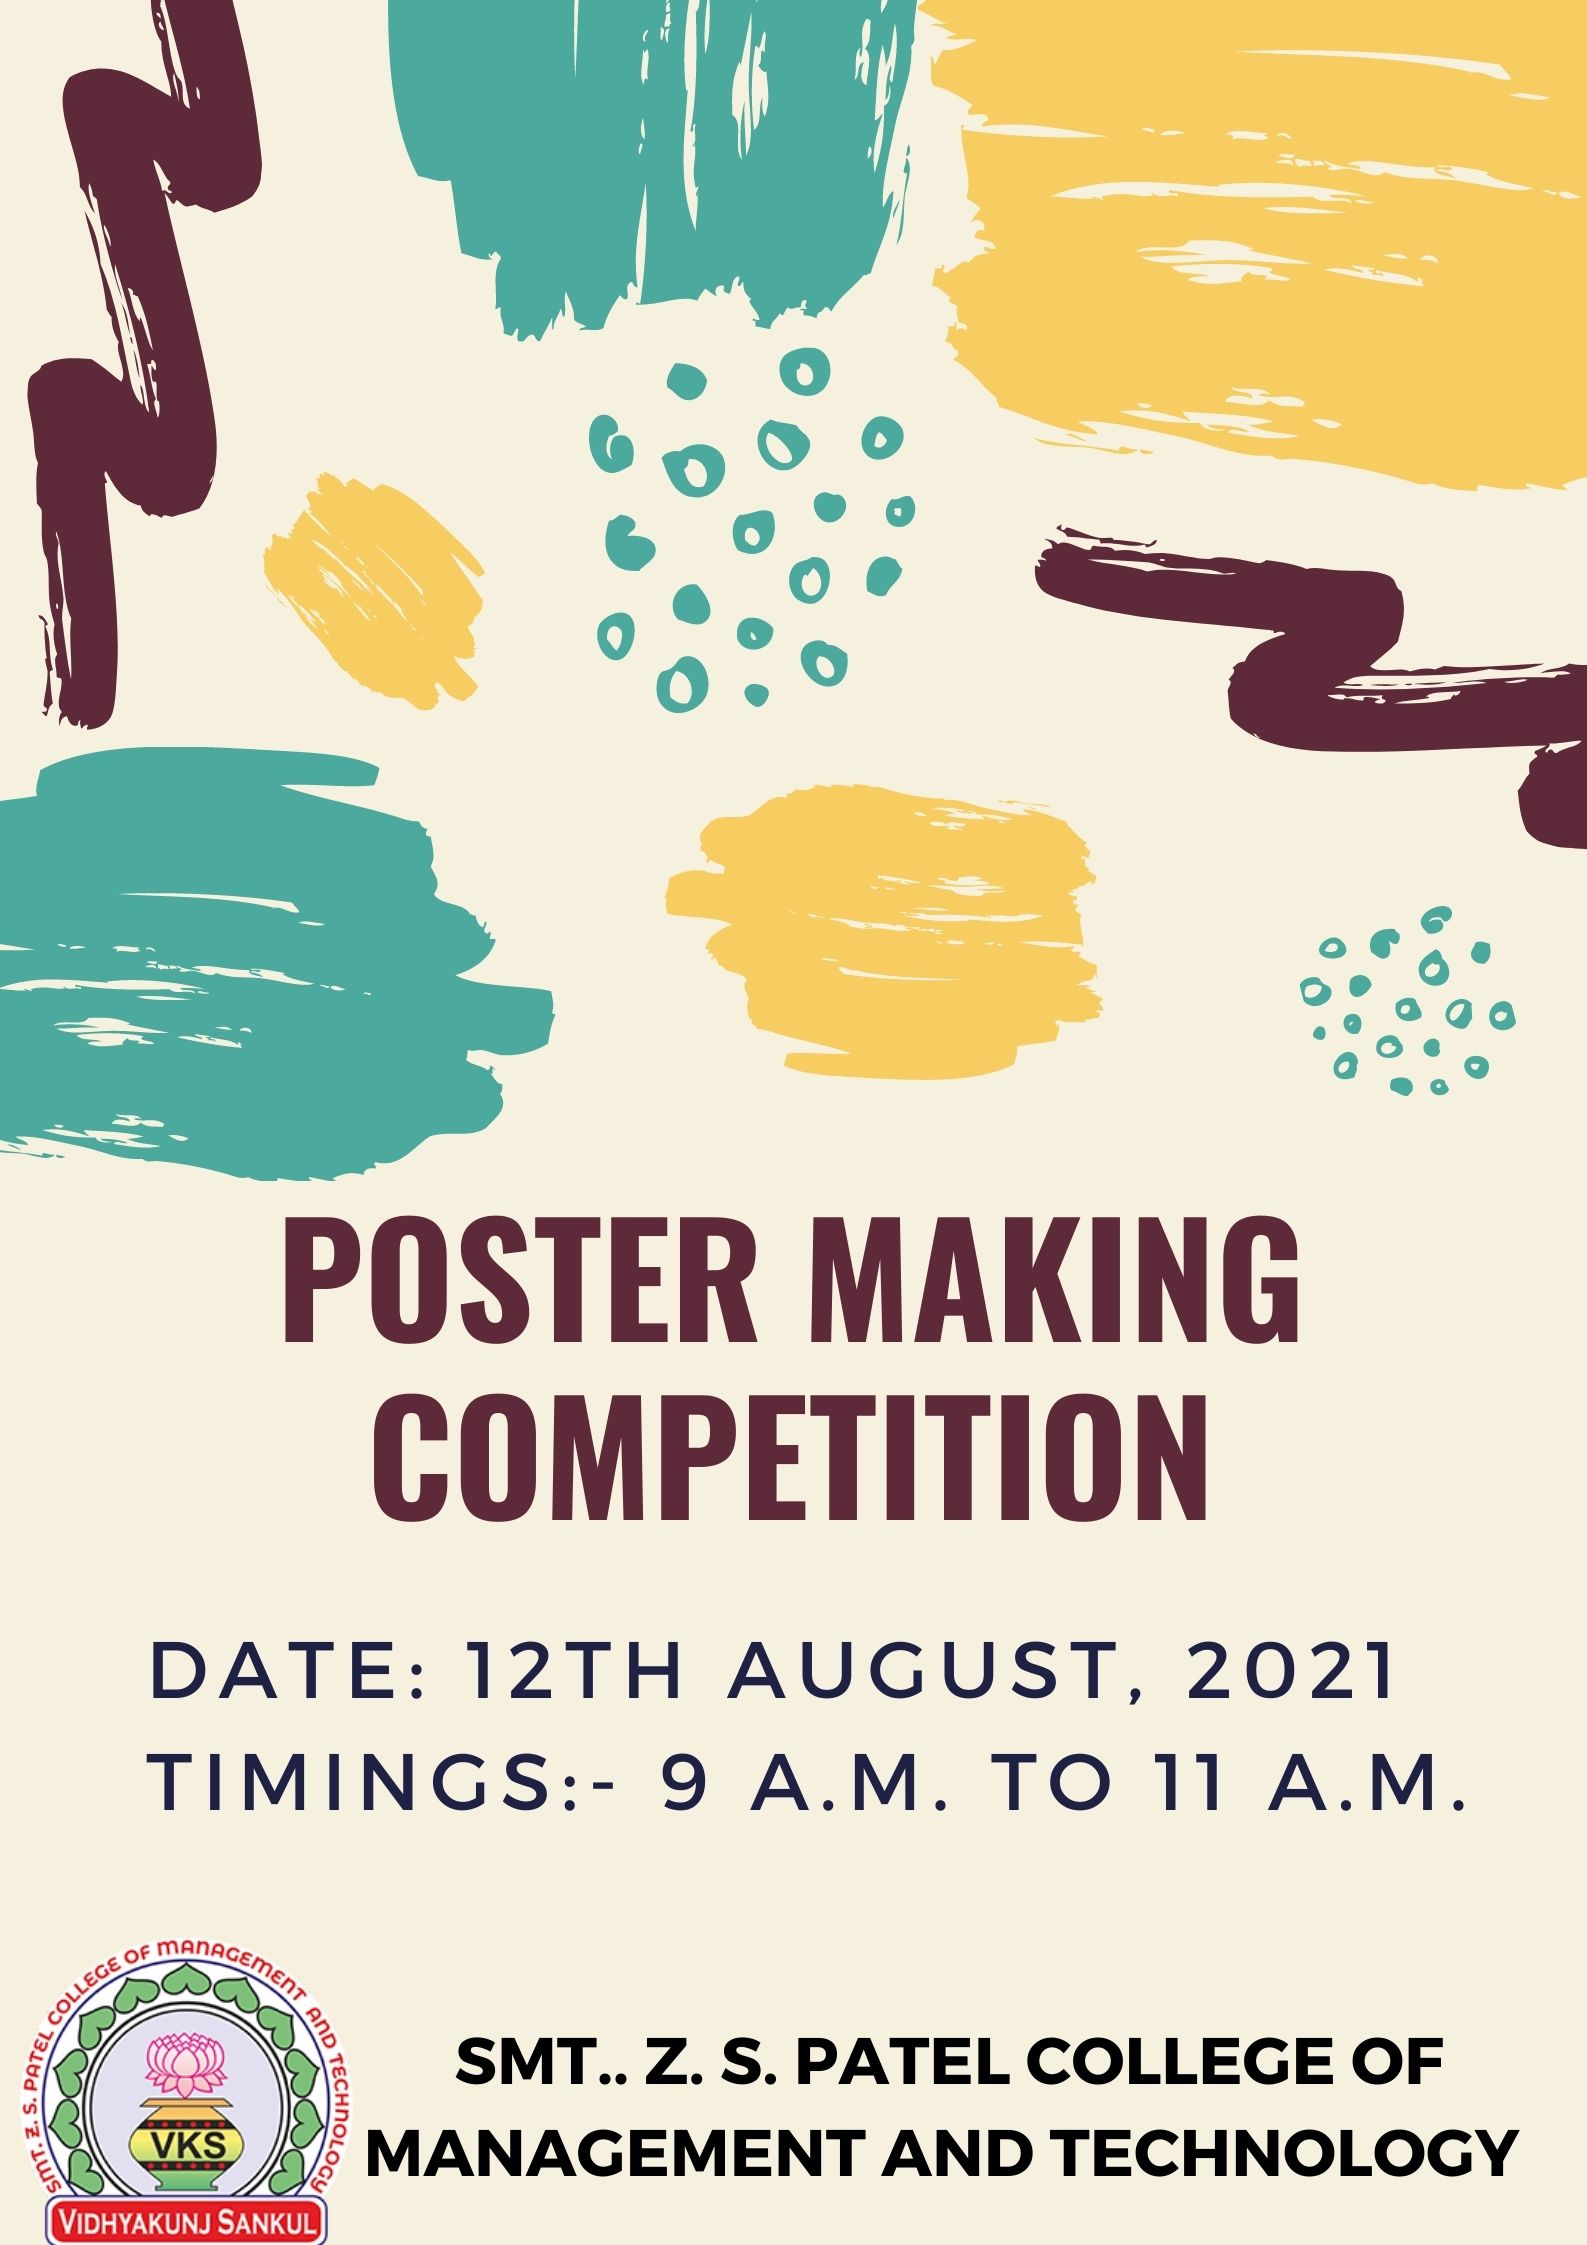 POSTER MAKING
COMPETITION
DATE: 12TH AUGUST, 2021
TIMINGS:- 9 A.M. TO 11 A.M.
SMT. Z. S. PATEL COLLEGE OF MANAGEMENT AND TECHNOLOGY
VKS
VIDHYAKUNJ SANKUL
SMT.. Z. S. PATEL COLLEGE OF
MANAGEMENT AND TECHNOLOGY